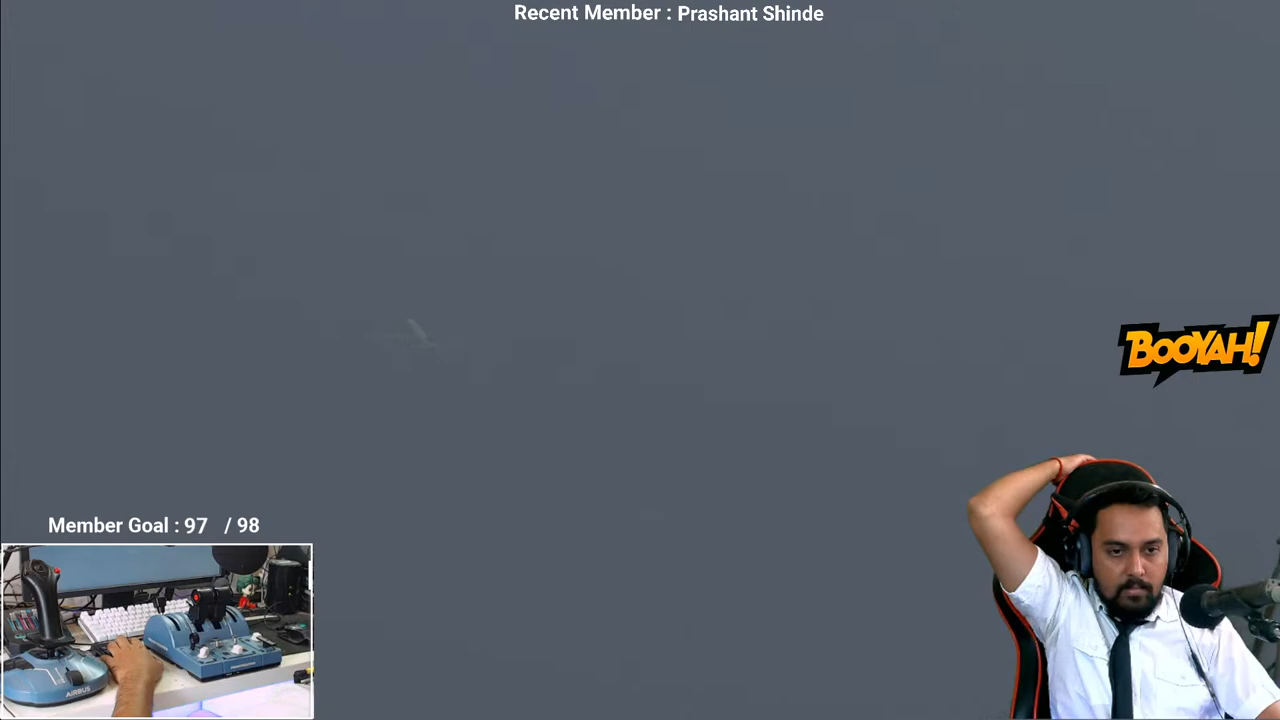 Recent Member : Prashant Shinde
BOOYAH!
Member Goal : 97 / 98
AIRBUS